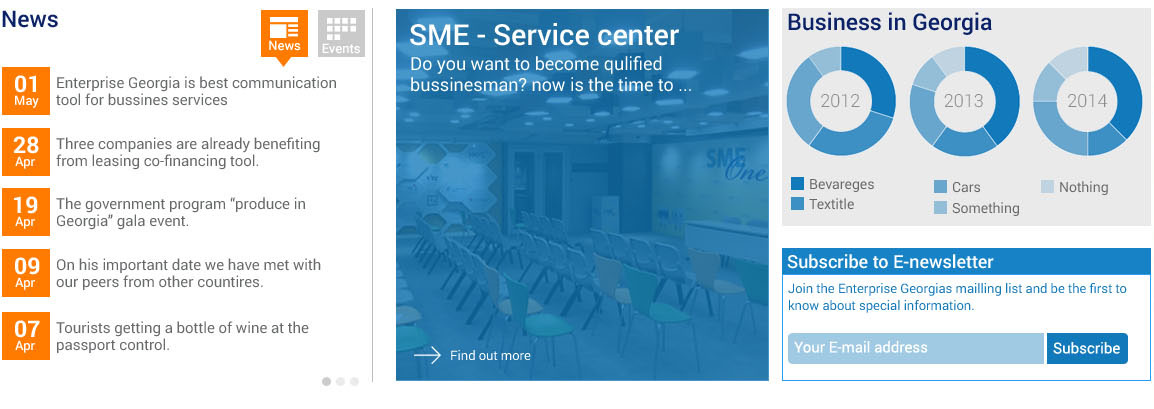 News
News
Events
01
May
Enterprise Georgia is best communication
tool for bussines services
28
Apr
Three companies are already benefiting
from leasing co-financing tool.
19
Apr
The government program “produce in
Georgia” gala event.
09
Apr
On his important date we have met with
our peers from other countires.
07
Apr
Tourists getting a bottle of wine at the
passport control.
SME - Service center
Do you want to become qulified
bussinesman? now is the time to ...
SME
One
Find out more
Business in Georgia
2012
2013
2014
Bevareges
Textitle
Cars
Something
Nothing
Subscribe to E-newsletter
Join the Enterprise Georgias mailling list and be the first to
know about special information.
Your E-mail address
Subscribe